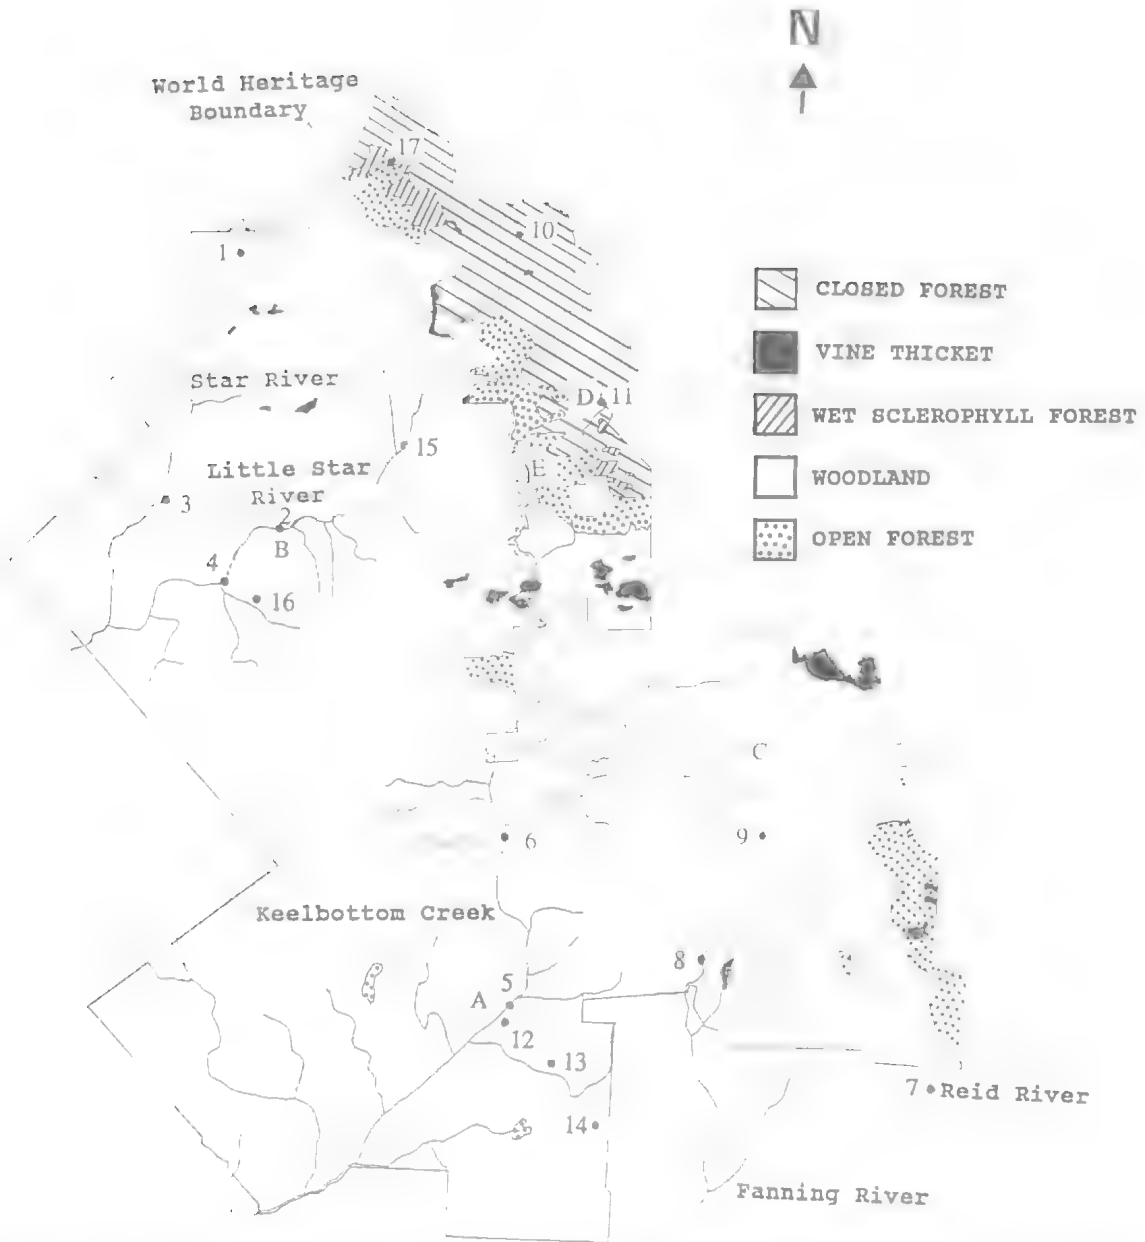 N
World Heritage
Boundary
17
10
1
CLOSED FOREST
VINE THICKET
Star River
D 11
WET SCLEROPHYLL FOREST
15
Little Star
River
E
WOODLAND
3
2
B
OPEN FOREST
4
16
C
6
9
Keelbottom Creek
8
5
A
12
13
7 Reid River
14
Fanning River